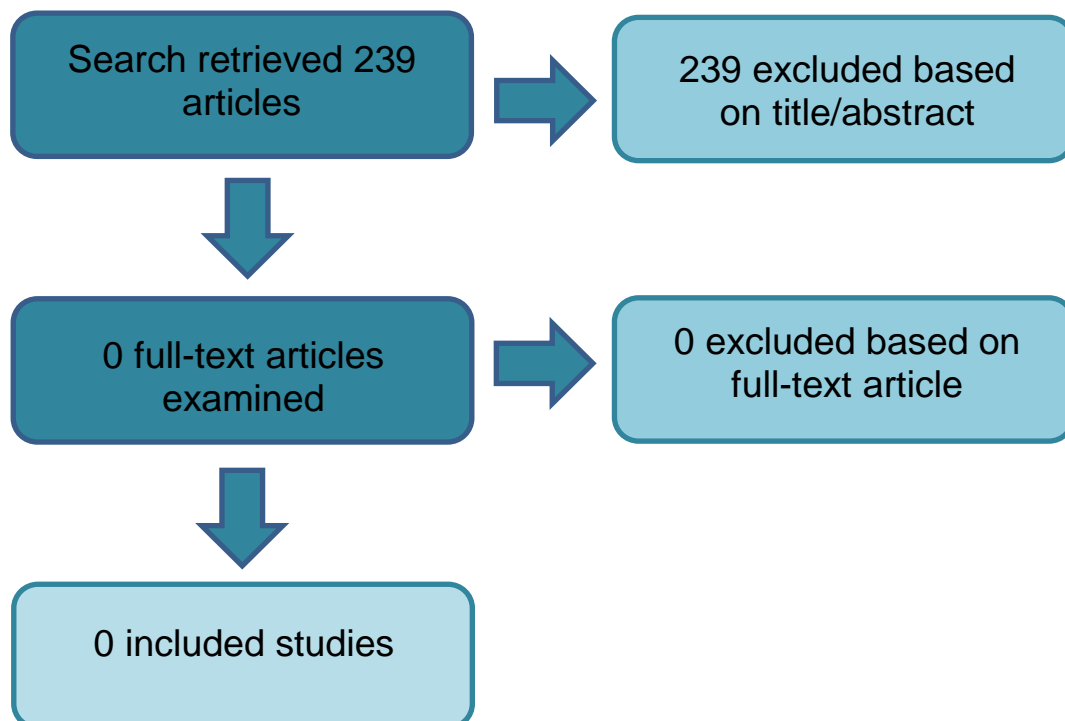 Search retrieved 239
articles
239 excluded based
on title/abstract
0 full-text articles
examined
0 excluded based on
full-text article
0 included studies